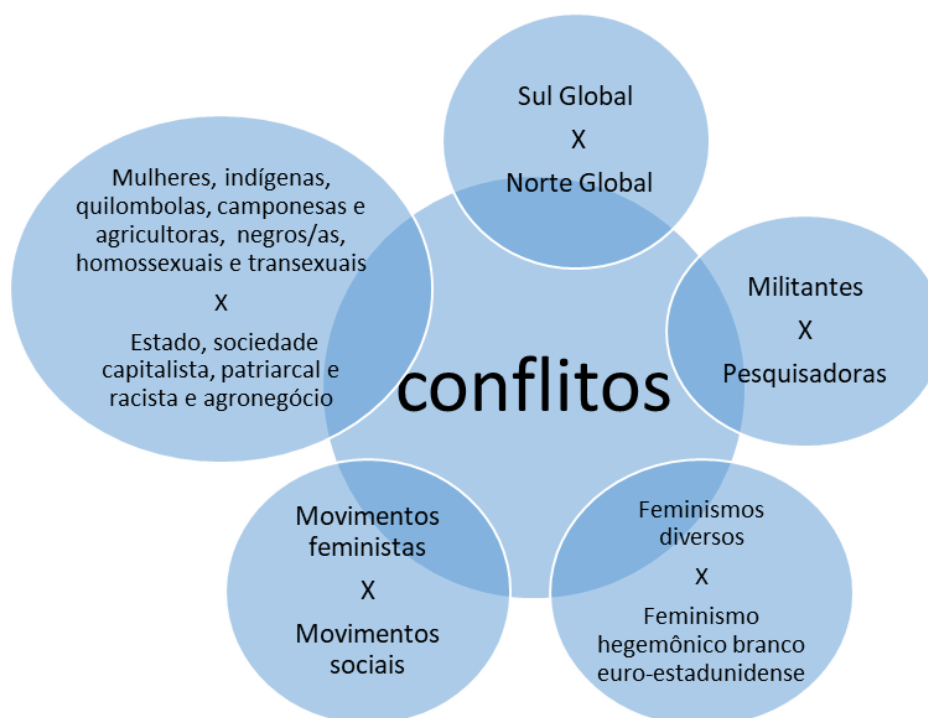 Sul Global
X
Norte Global
Mulheres, indígenas,
quilombolas, camponesas e
agricultoras, negros/as,
homossexuais e transexuais
X
Estado, sociedade
capitalista, patriarcal e
racista e agronegócio
Militantes
X
Pesquisadoras
conflitos
Movimentos
feministas
X
Movimentos
sociais
Feminismos
diversos
X
Feminismo
hegemônico branco
euro-estadunidense